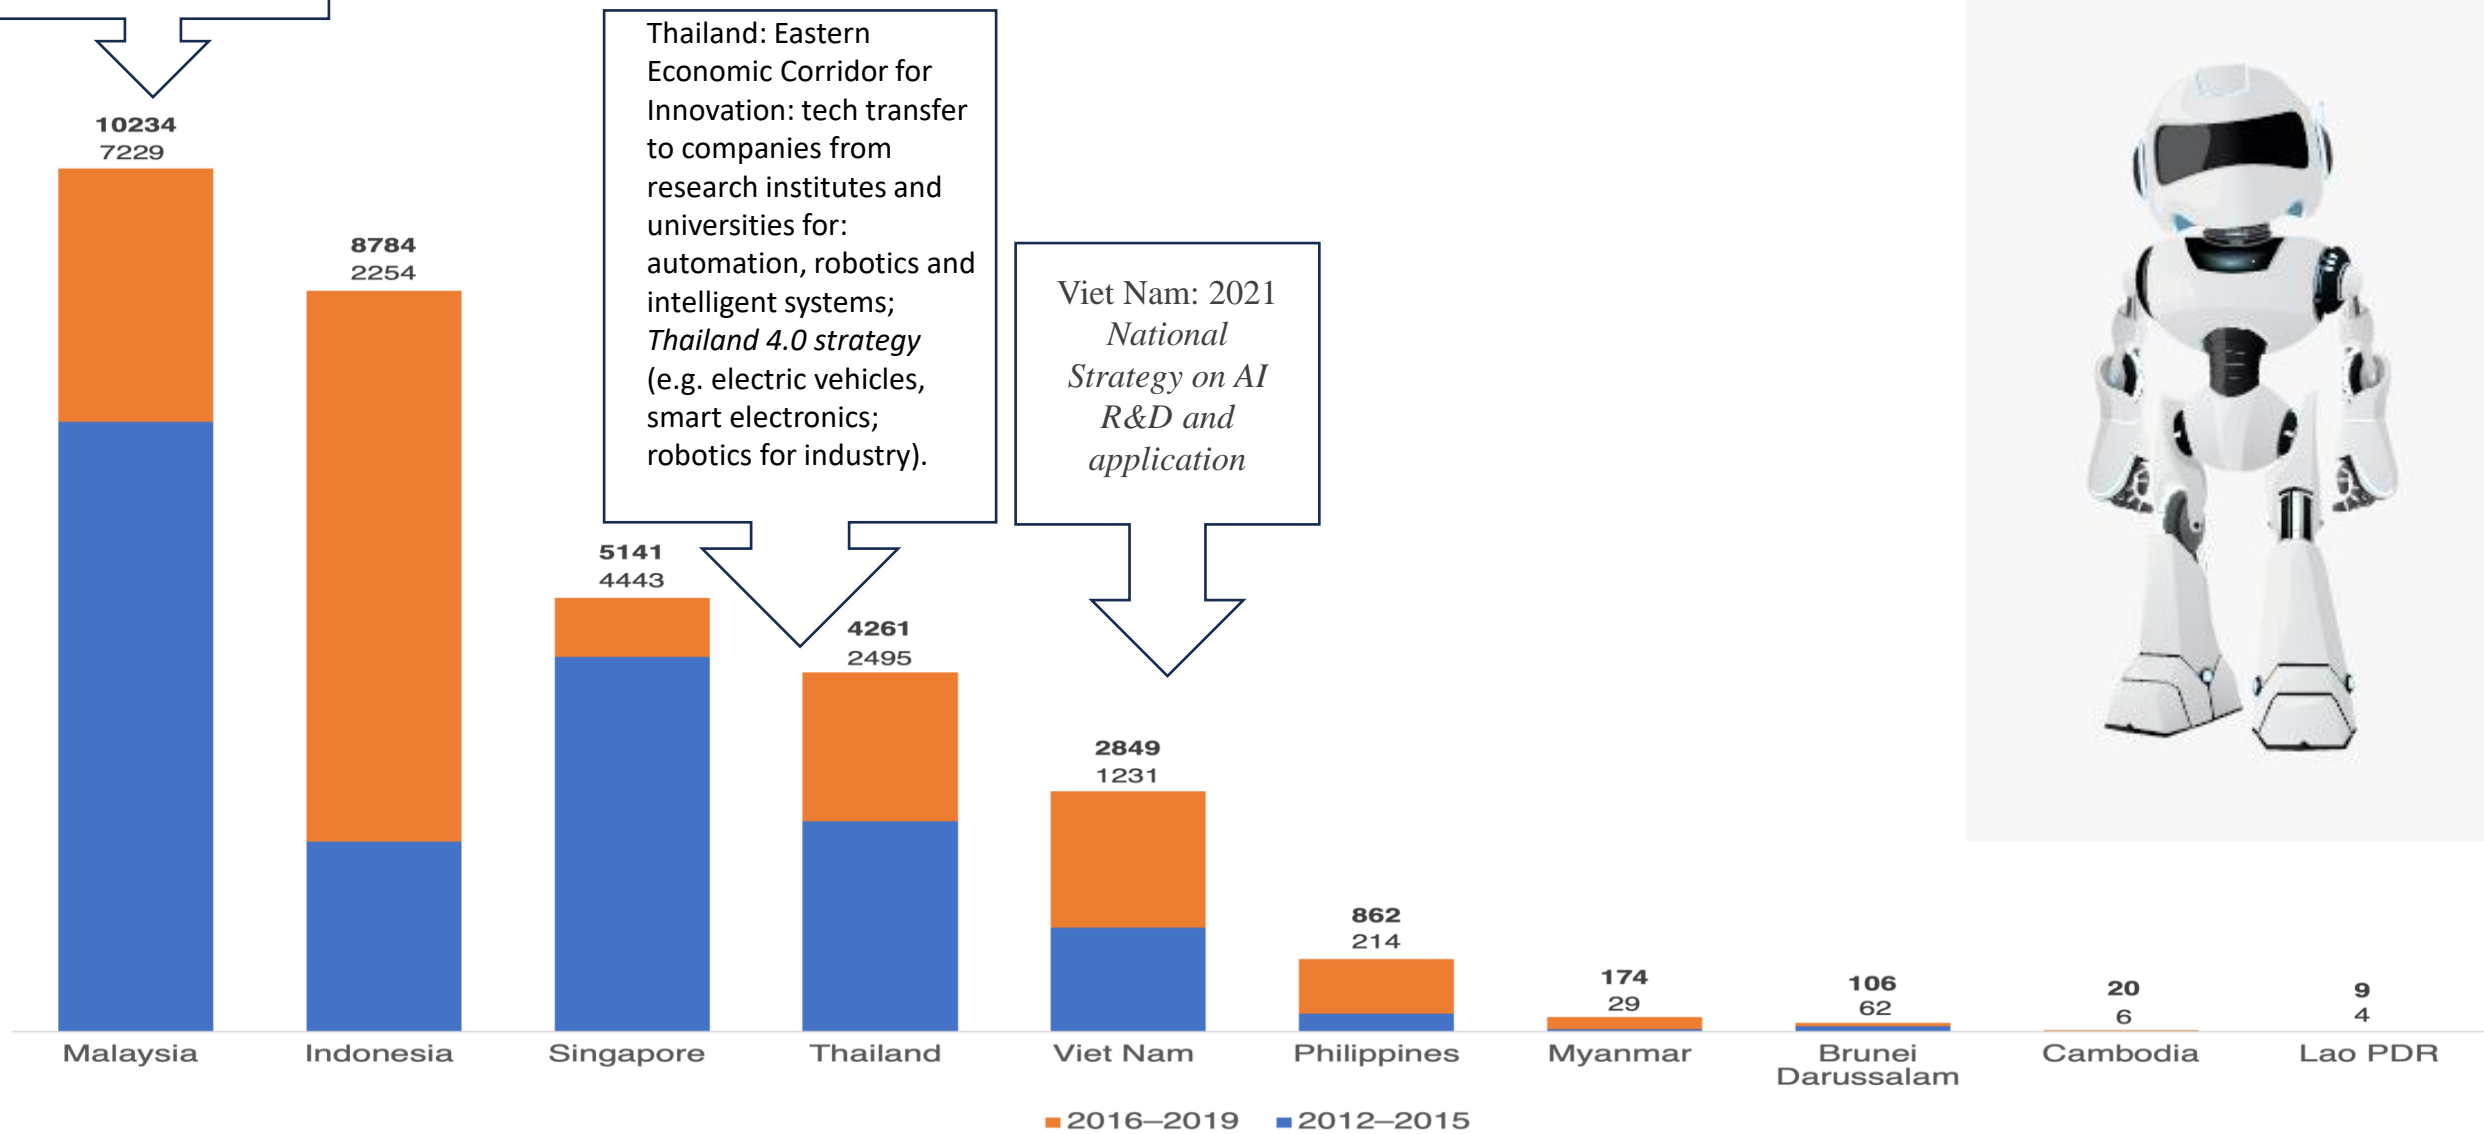 Thailand: Eastern
Economic Corridor for
Innovation: tech transfer
to companies from
research institutes and
universities for:
automation, robotics and
intelligent systems;
Thailand 4.0 strategy
(e.g. electric vehicles,
smart electronics;
robotics for industry).
Viet Nam: 2021
National
Strategy on AI
R&D and
application
10234
7229
8784
2254
5141
4443
4261
2495
2849
1231
862
214
174
29
106
62
20
6
9
4
Malaysia
Indonesia
Singapore
Thailand
Viet Nam
Philippines
Myanmar
Brunei
Darussalam
Cambodia
Lao PDR
2016–2019
2012–2015